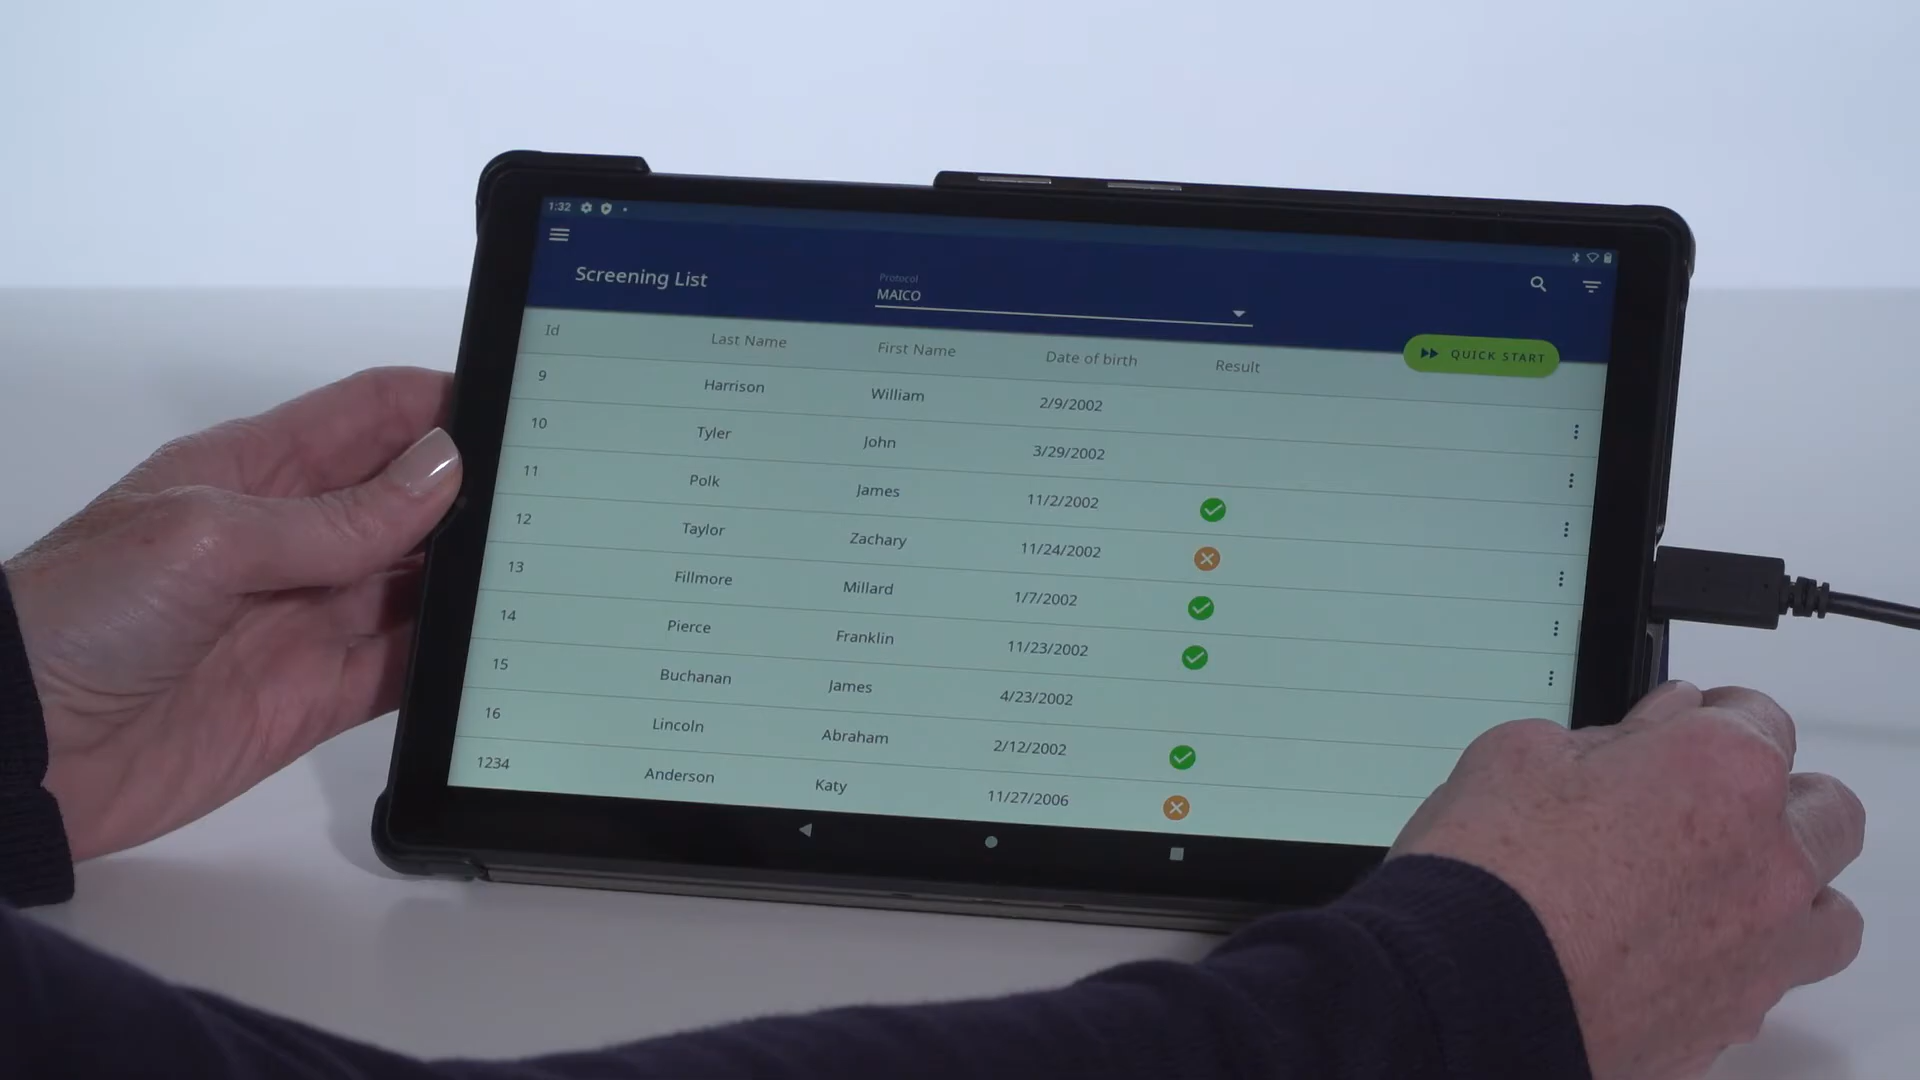 1:32
Screening List
Protocol
MAICO
QUICK START
Id Last Name First Name Date of birth Result
9 Harrison William 2/9/2002
10 Tyler John 3/29/2002
11 Polk James 11/2/2002
12 Taylor Zachary 11/24/2002
13 Fillmore Millard 1/7/2002
14 Pierce Franklin 11/23/2002
15 Buchanan James 4/23/2002
16 Lincoln Abraham 2/12/2002
1234 Anderson Katy 11/27/2006